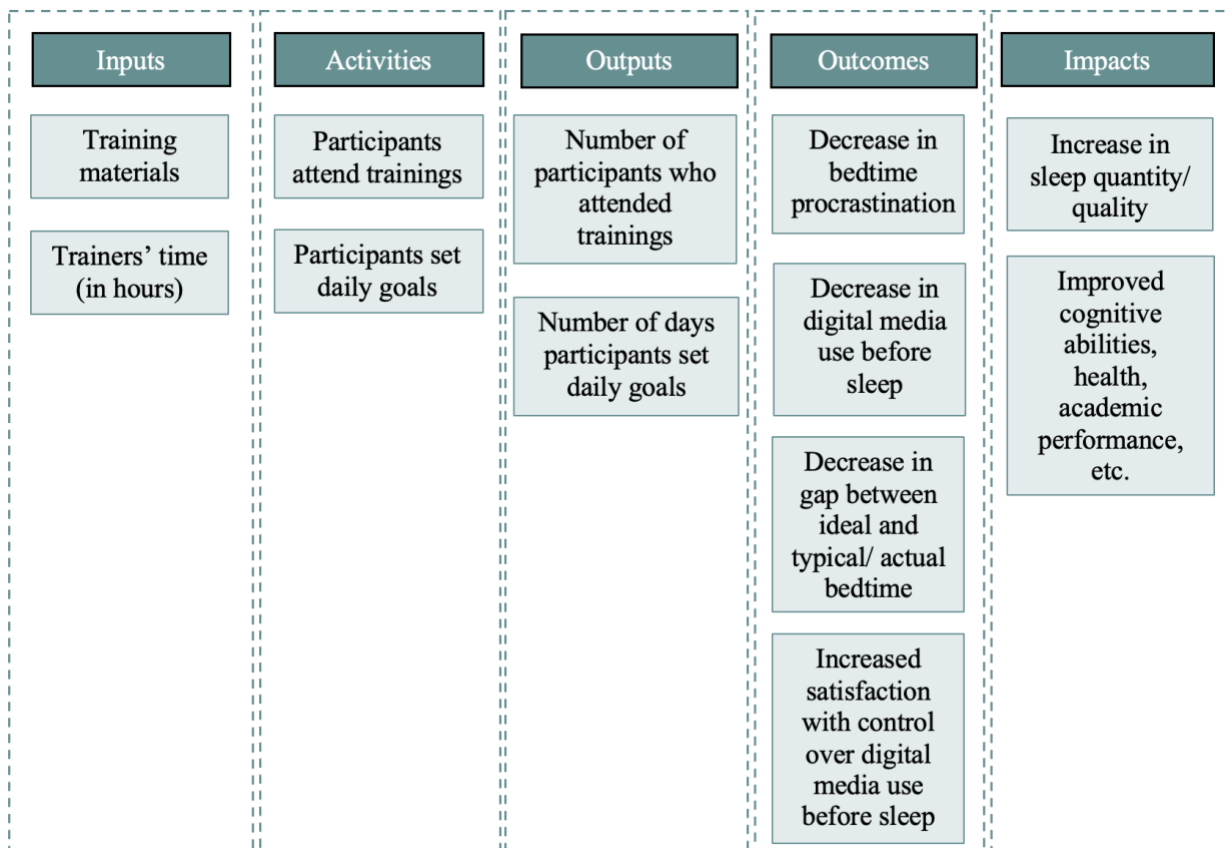 Inputs
Training
materials
Trainers’ time
(in hours)
Activities
Participants
attend trainings
Participants set
daily goals
Outputs
Number of
participants who
attended
trainings
Number of days
participants set
daily goals
Outcomes
Decrease in
bedtime
procrastination
Decrease in
digital media
use before
sleep
Decrease in
gap between
ideal and
typical/ actual
bedtime
Increased
satisfaction
with control
over digital
media use
before sleep
Impacts
Increase in
sleep quantity/
quality
Improved
cognitive
abilities,
health,
academic
performance,
etc.